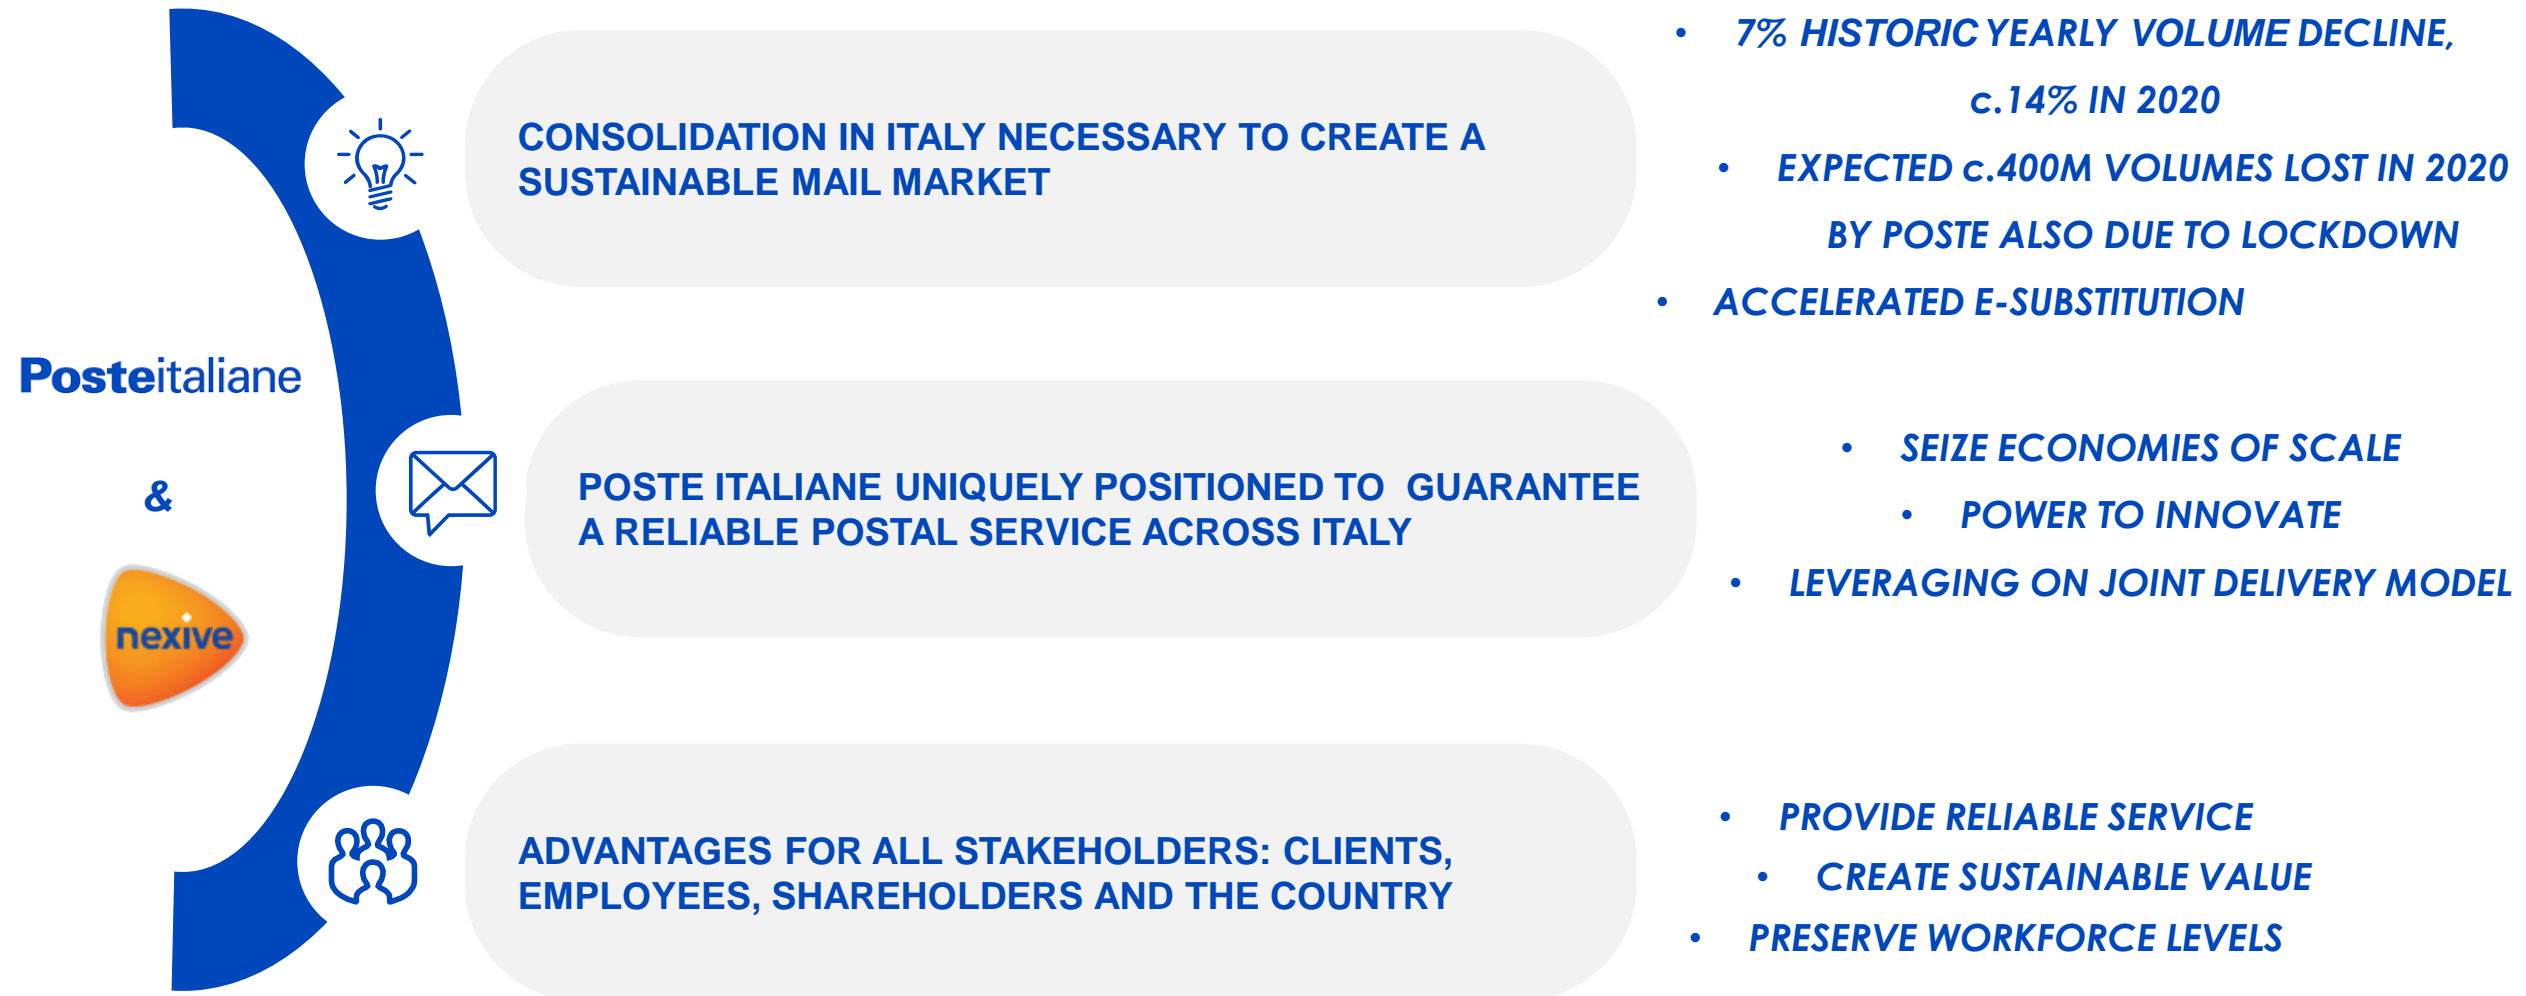 Posteitaliane
&
nexive
CONSOLIDATION IN ITALY NECESSARY TO CREATE A
SUSTAINABLE MAIL MARKET
• 7% HISTORIC YEARLY VOLUME DECLINE,
c.14% IN 2020
• EXPECTED c.400M VOLUMES LOST IN 2020
BY POSTE ALSO DUE TO LOCKDOWN
• ACCELERATED E-SUBSTITUTION
POSTE ITALIANE UNIQUELY POSITIONED TO GUARANTEE
A RELIABLE POSTAL SERVICE ACROSS ITALY
• SEIZE ECONOMIES OF SCALE
• POWER TO INNOVATE
• LEVERAGING ON JOINT DELIVERY MODEL
ADVANTAGES FOR ALL STAKEHOLDERS: CLIENTS,
EMPLOYEES, SHAREHOLDERS AND THE COUNTRY
• PROVIDE RELIABLE SERVICE
• CREATE SUSTAINABLE VALUE
• PRESERVE WORKFORCE LEVELS